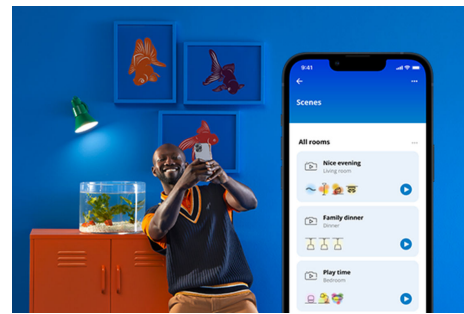 9:41
Scenes
All rooms
Nice evening
Living room
Family dinner
Dinner
Play time
Bedroom